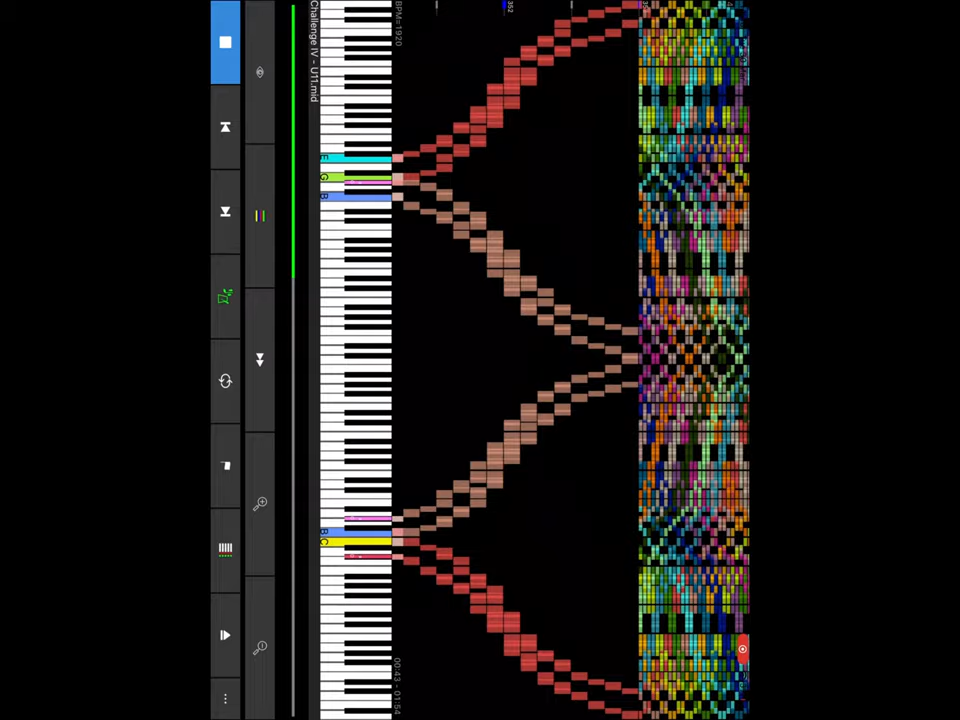 352
BPM=1920
00:43 - 01:54
Challenge IV - U11.mid
E
G
B
B
C